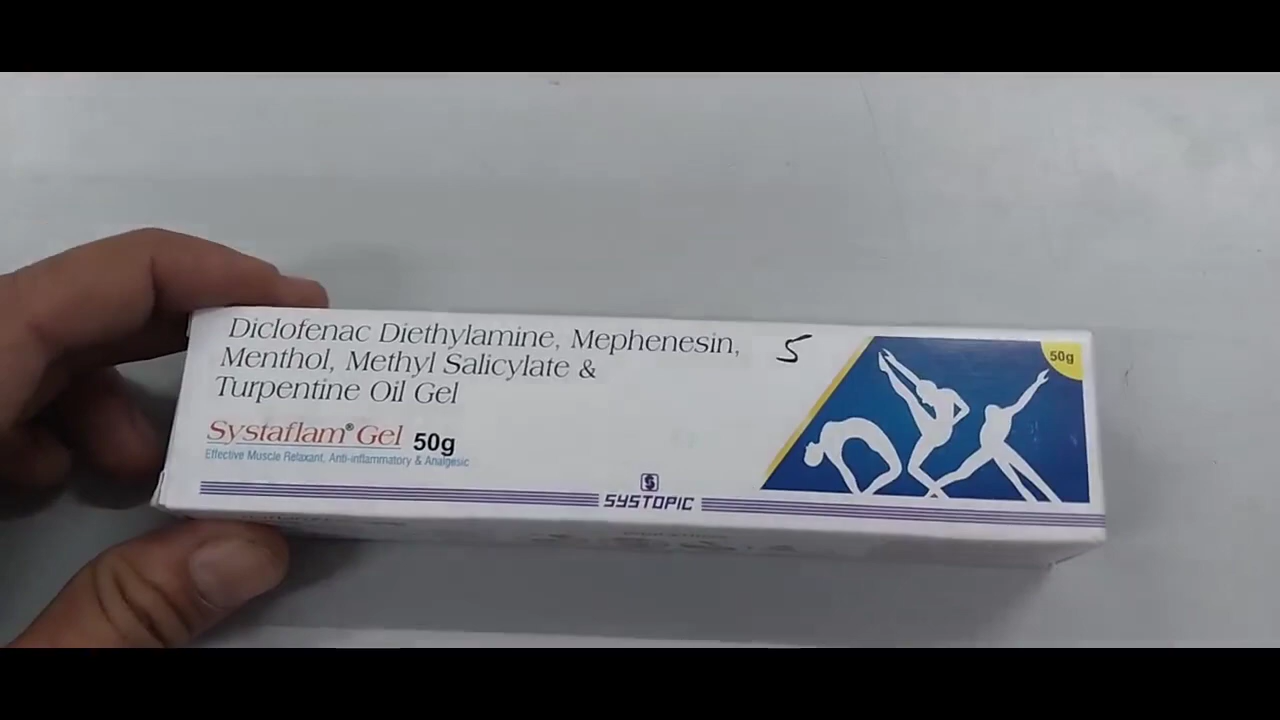 Diclofenac Diethylamine, Mephenesin,
Menthol, Methyl Salicylate &
Turpentine Oil Gel
5
50g
Systaflam® Gel 50g
Effective Muscle Relaxant, Anti-inflammatory & Analgesic
SYSTOPIC